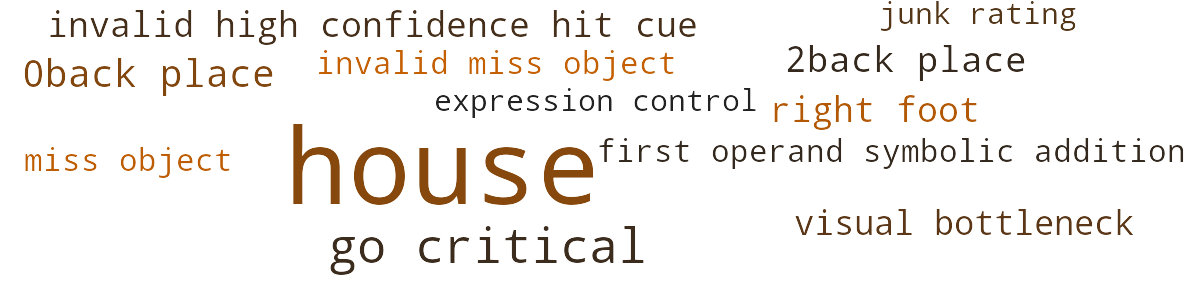 invalid high confidence hit cue
junk rating
0back place
invalid miss object
2back place
expression control
right foot
miss object
house
first operand symbolic addition
go critical
visual bottleneck